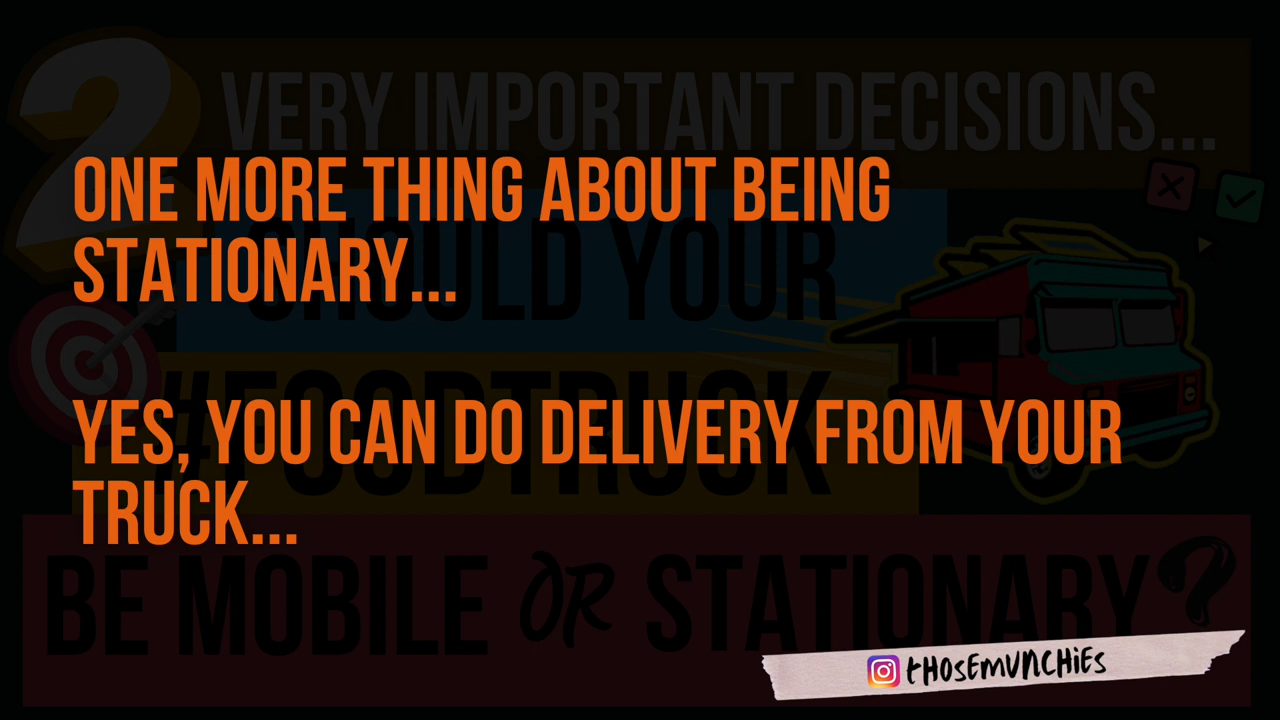 2
VERY IMPORTANT DECISIONS...
ONE MORE THING ABOUT BEING
STATIONARY...
SHOULD YOUR
#FOODTRUCK
YES, YOU CAN DO DELIVERY FROM YOUR
TRUCK...
BE MOBILE OR STATIONARY?
tHOSEMUNCHiES